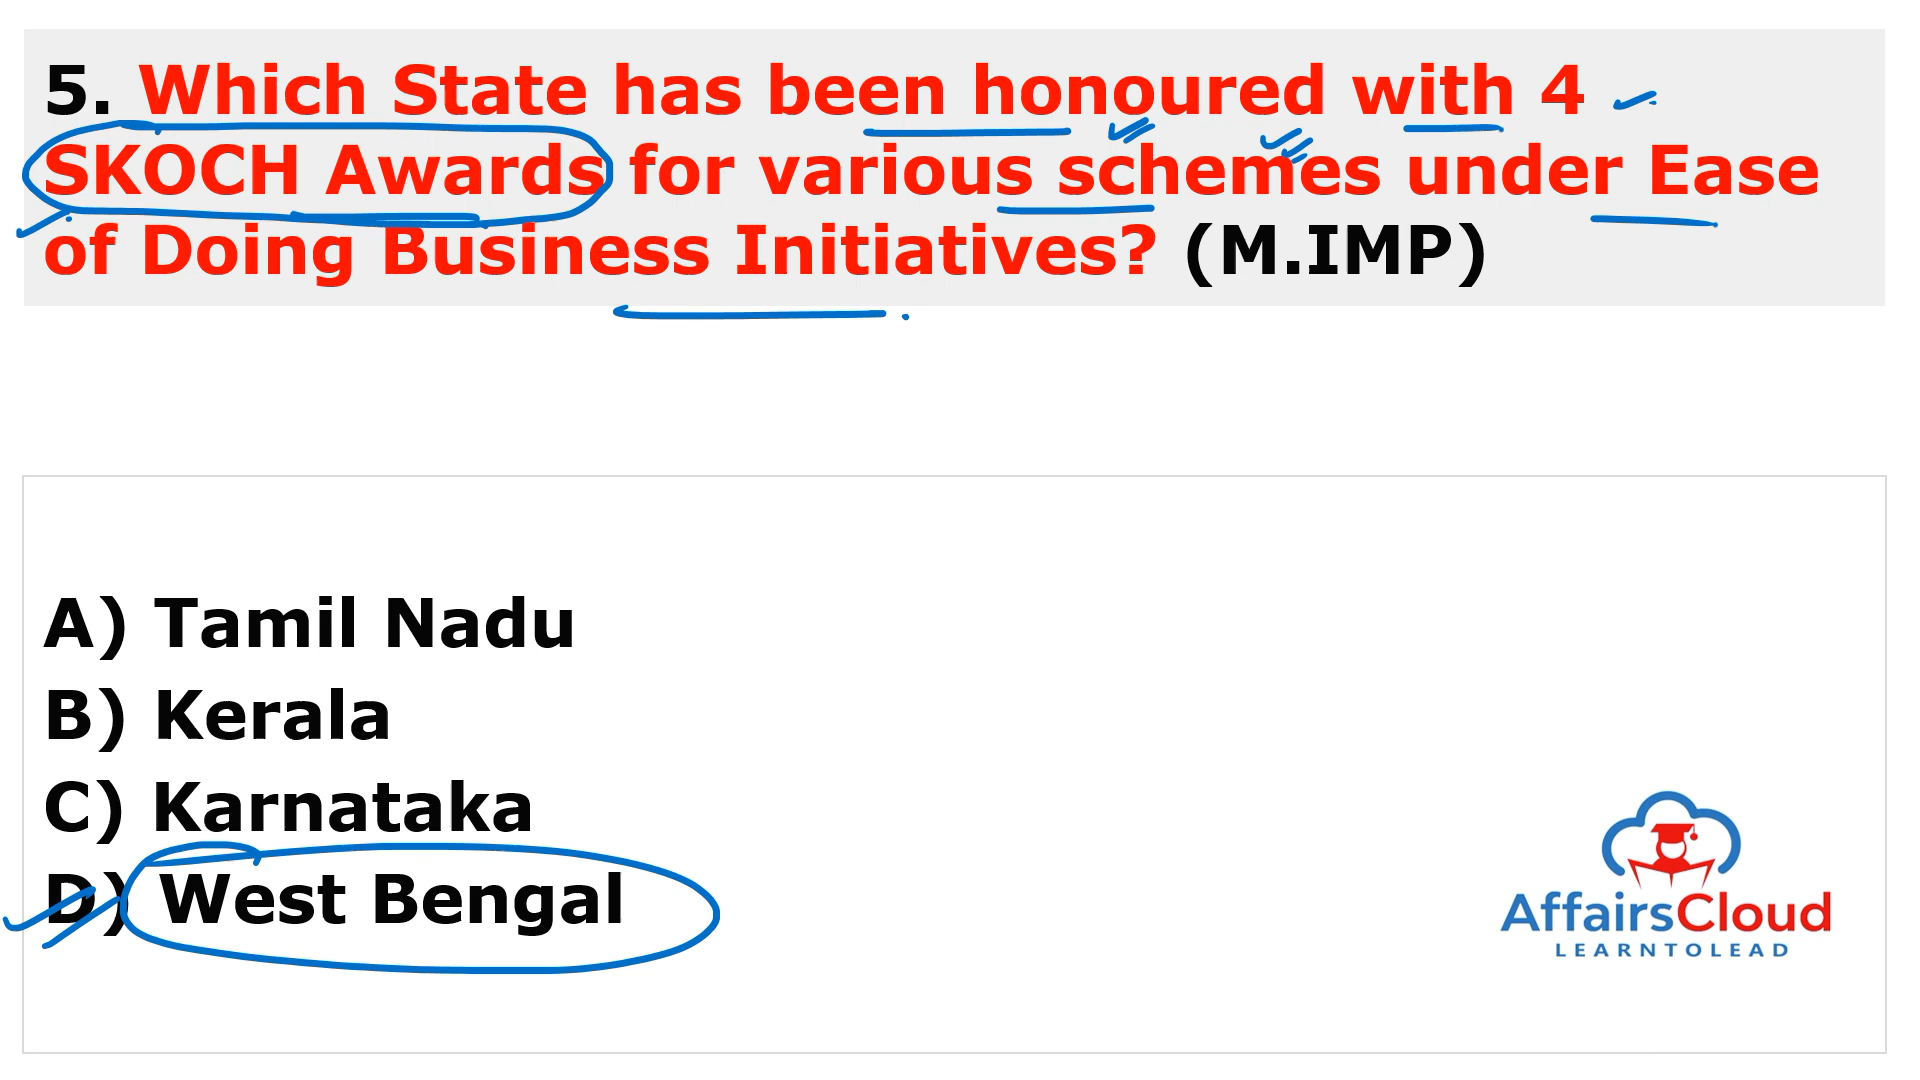 5. Which State has been honoured with 4
SKOCH Awards for various schemes under Ease
of Doing Business Initiatives? (M.IMP)
A) Tamil Nadu
B) Kerala
C) Karnataka
D) West Bengal
AffairsCloud
LEARNTOLEAD